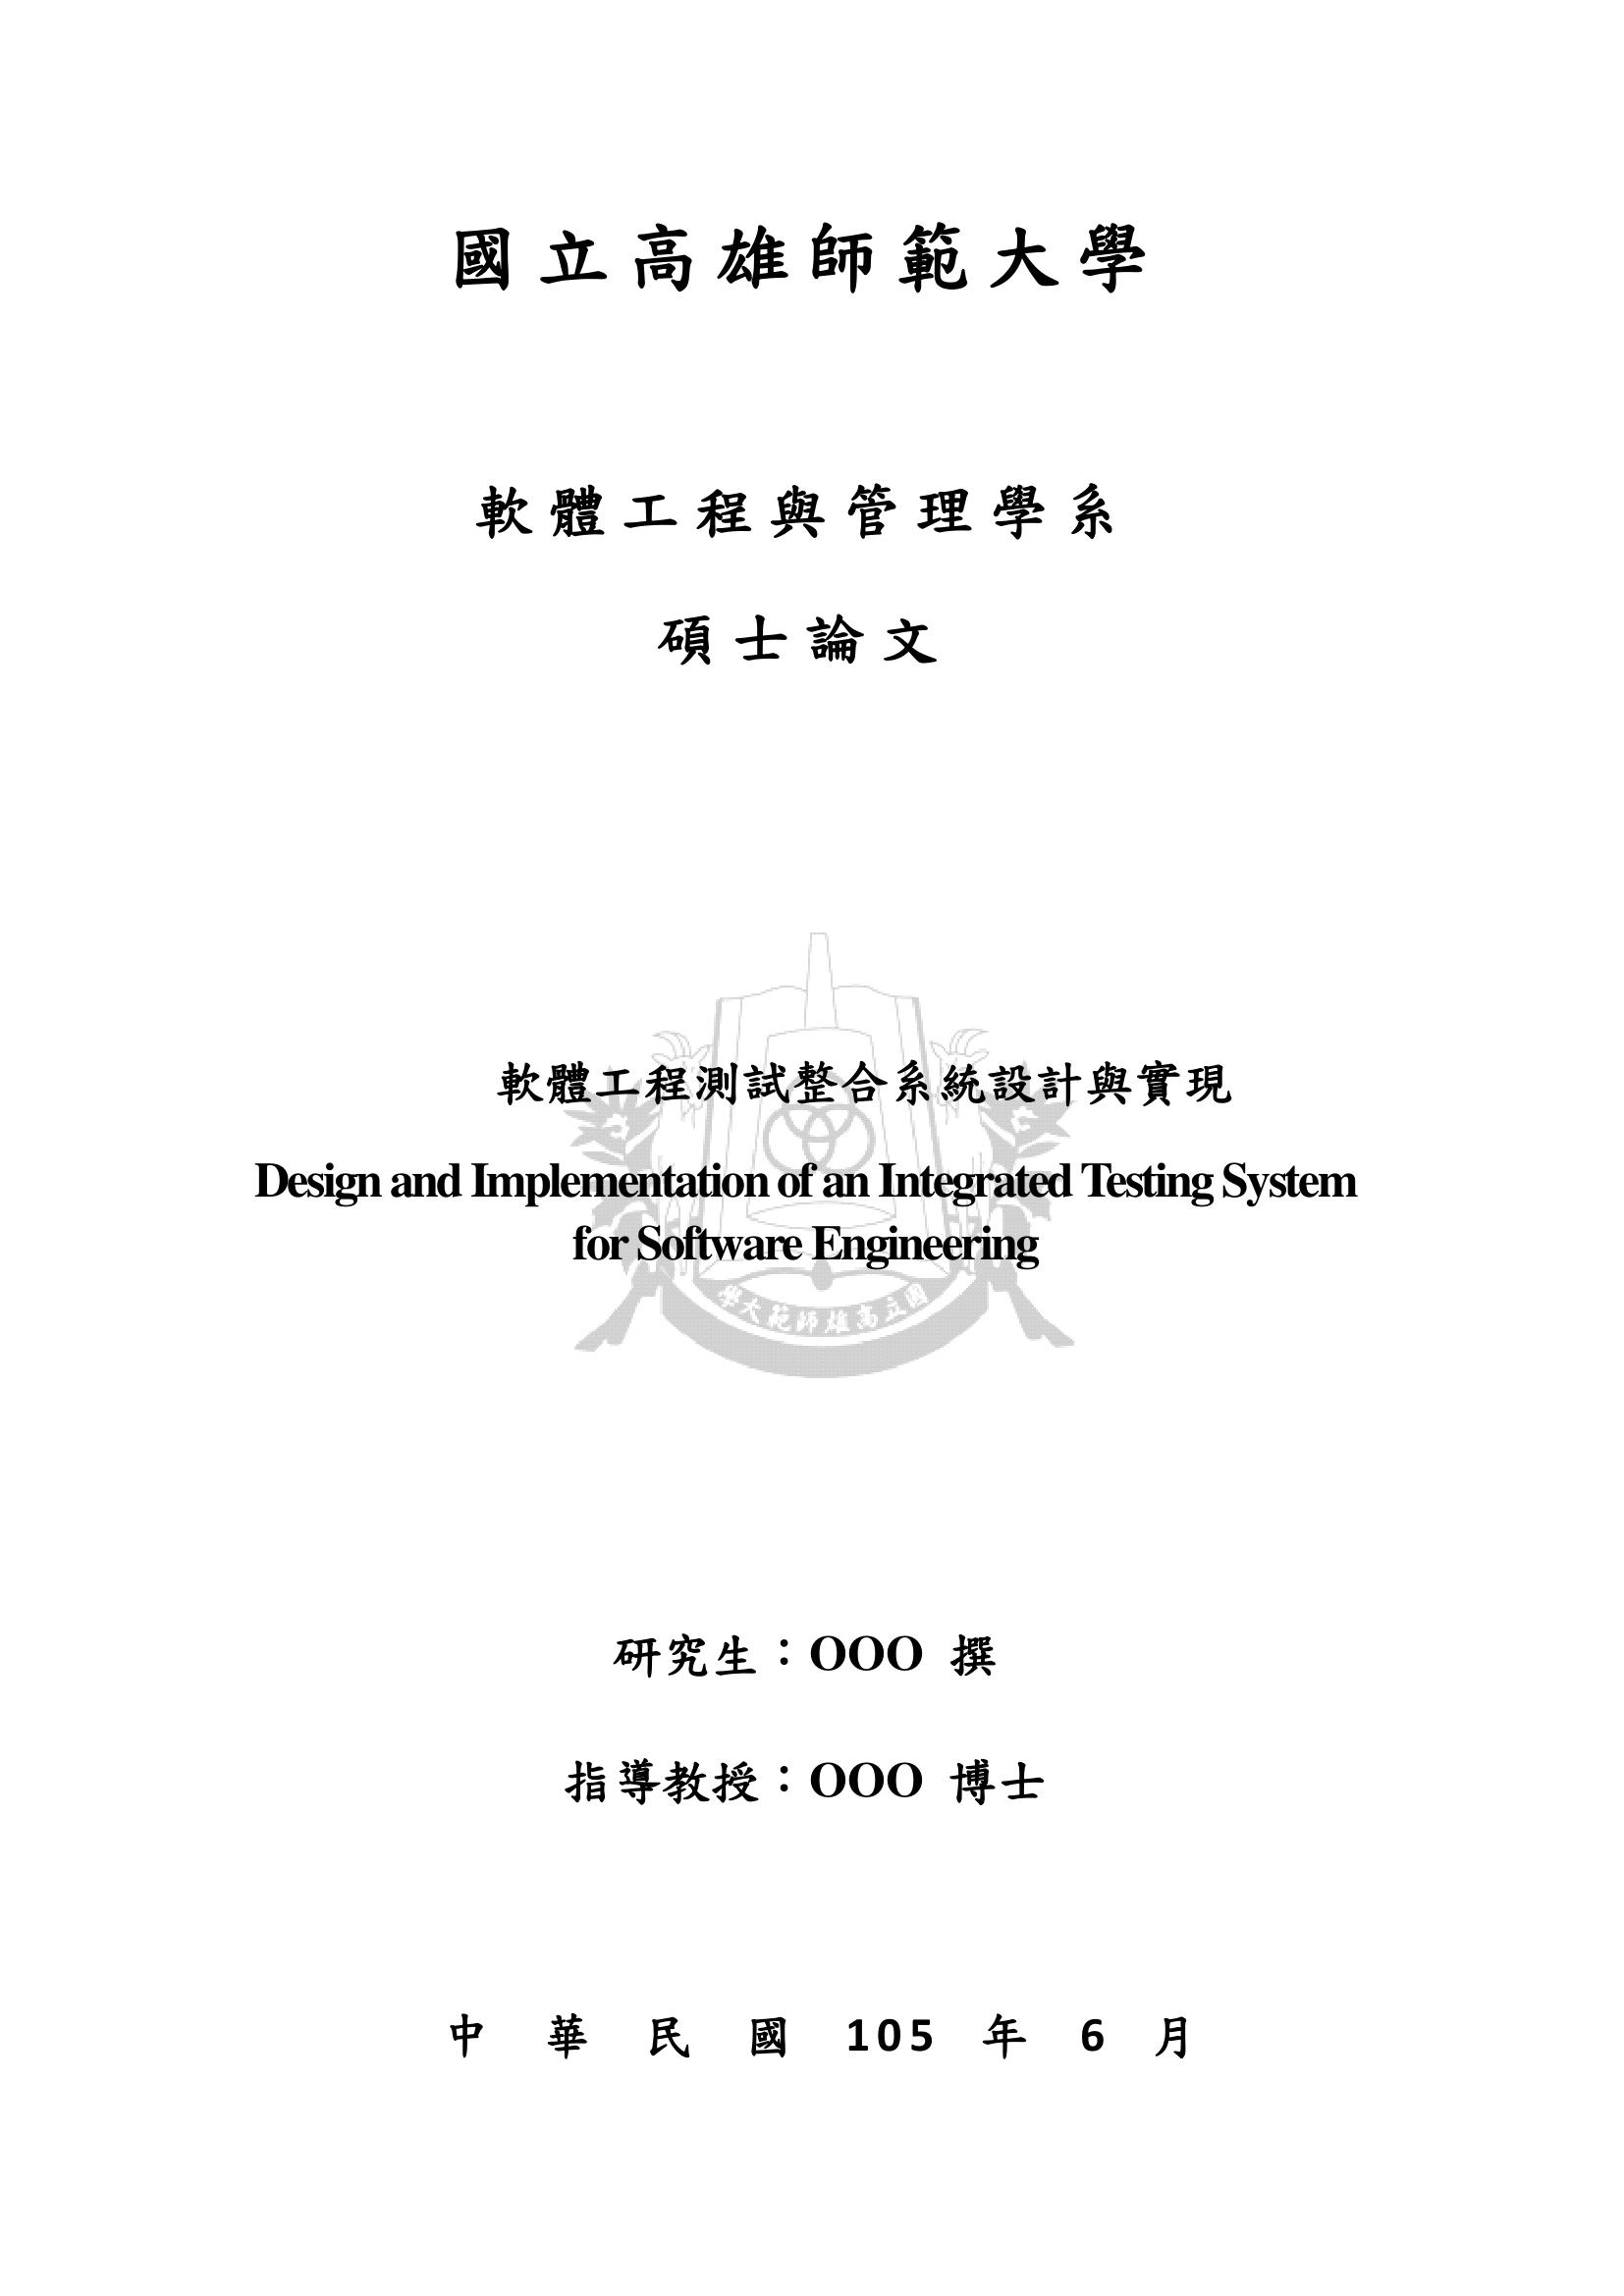 國立高雄師範大學
軟體工程與管理學系
碩士論文
軟體工程測試整合系統設計與實現
Design and Implementation of an Integrated Testing System
for Software Engineering
學大範師雄高立國
研究生：OOO 撰
指導教授：OOO 博士
中華民國 105 年 6 月